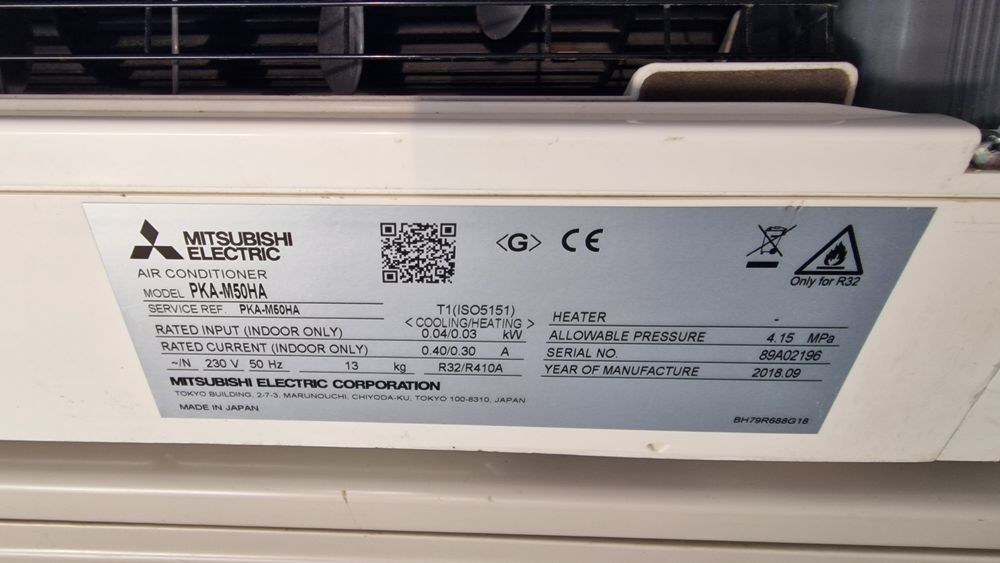 MITSUBISHI
ELECTRIC
<G> CE
AIR CONDITIONER
MODEL PKA-M50HA
Only for R32
SERVICE REF. PKA-M50HA
T1(ISO5151)
<COOLING/HEATING>
RATED INPUT (INDOOR ONLY) 0.04/0.03 kW
RATED CURRENT (INDOOR ONLY) 0.40/0.30 A
~/N 230 V 50 Hz 13 kg R32/R410A
HEATER -
ALLOWABLE PRESSURE 4.15 MPa
SERIAL NO. 89A02196
YEAR OF MANUFACTURE 2018.09
MITSUBISHI ELECTRIC CORPORATION
TOKYO BUILDING, 2-7-3, MARUNOUCHI, CHIYODA-KU, TOKYO 100-8310, JAPAN
MADE IN JAPAN
BH79R688G18